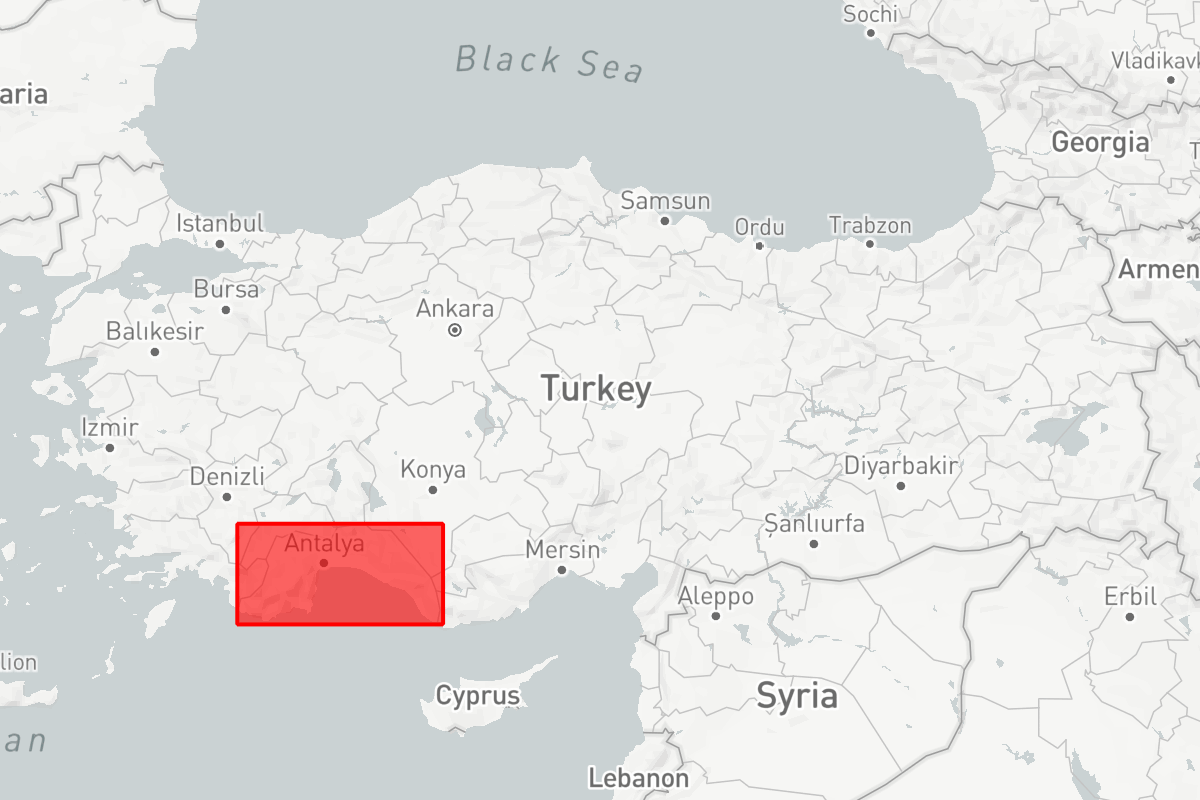 Sochi
Black Sea
Vladikavk
aria
Georgia
T
Samsun
Istanbul
Ordu
Trabzon
Armen
Bursa
Ankara
Balıkesir
Turkey
Izmir
Denizli
Konya
Diyarbakir
Şanlıurfa
Antalya
Mersin
Aleppo
Erbil
lion
Cyprus
Syria
an
Lebanon